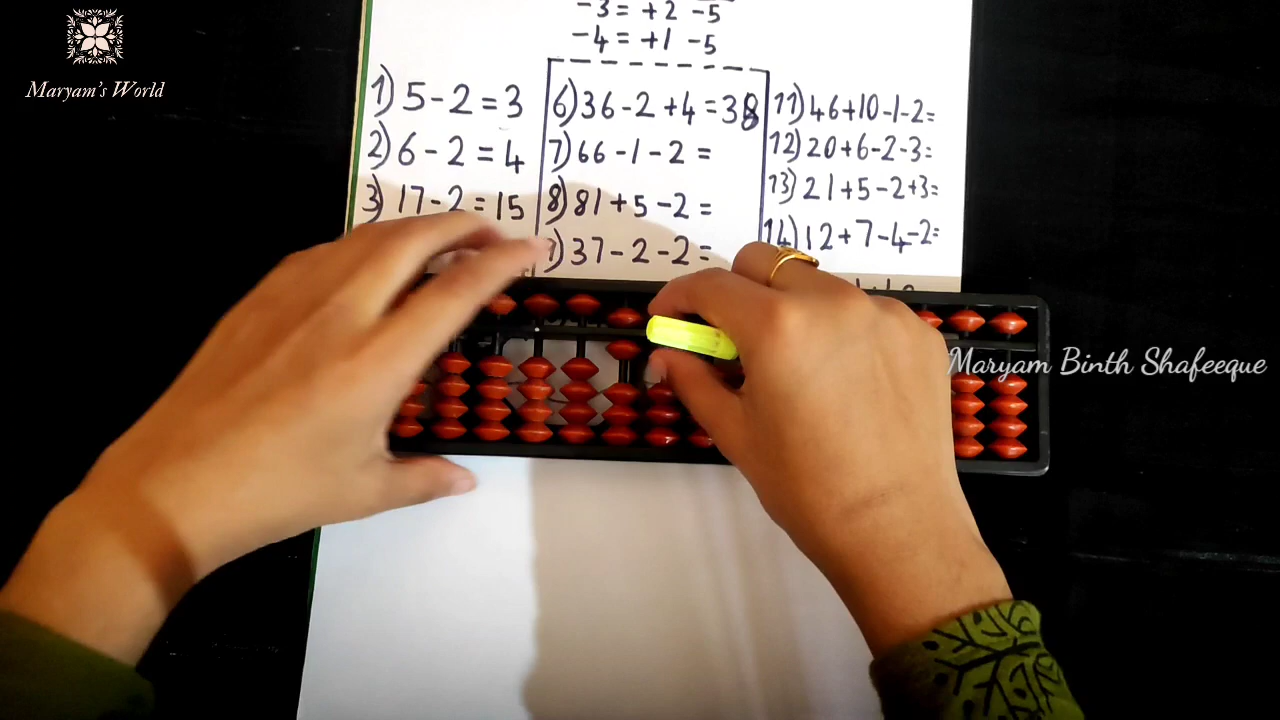 Maryam's World
-3 = +2 -5
-4 = +1 -5
1) 5-2=3
2) 6-2=4
3) 17-2=15
6) 36-2+4=38
7) 66-1-2=
8) 81+5-2=
9) 37-2-2=
11) 46+10-1-2=
12) 20+6-2-3=
13) 21+5-2+3=
14) 12+7-4-2=
Maryam Binth Shafeeque